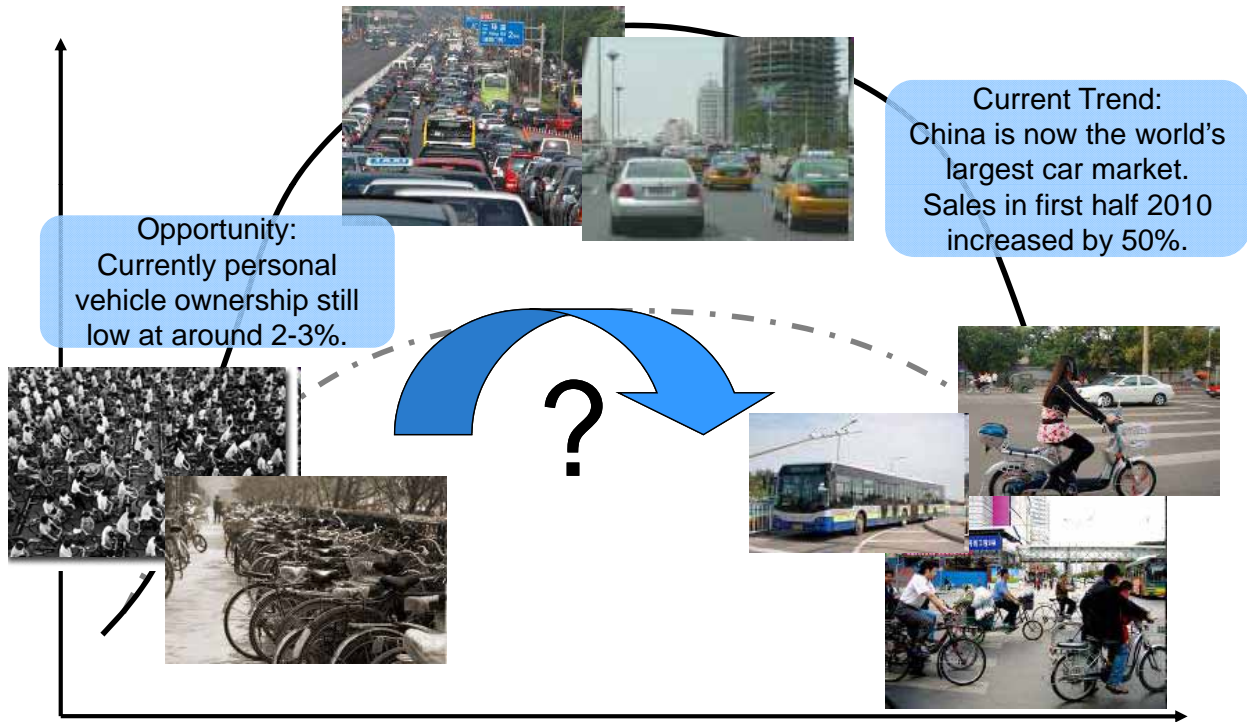 Opportunity:
Currently personal
vehicle ownership still
low at around 2-3%.
Current Trend:
China is now the world’s
largest car market.
Sales in first half 2010
increased by 50%.
?